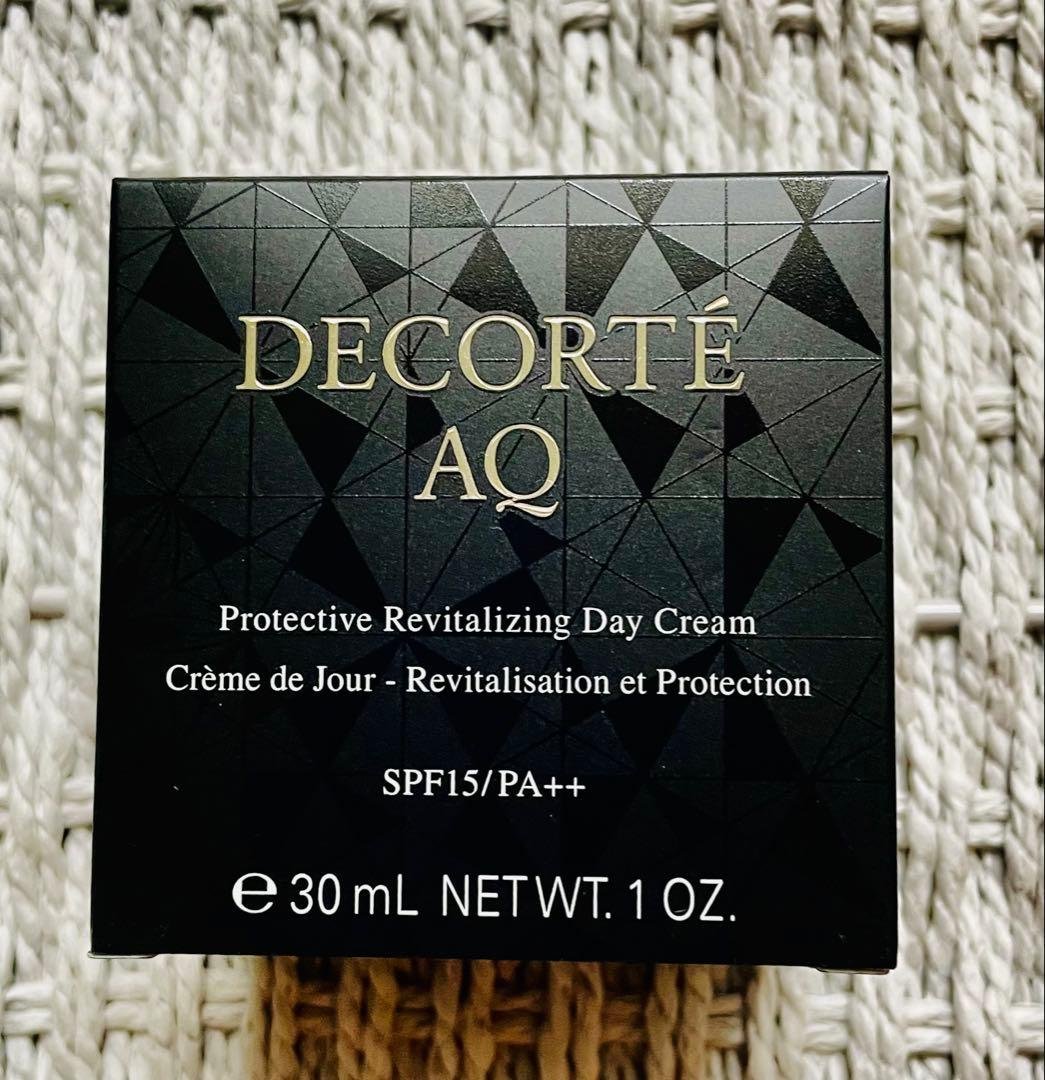 DECORTÉ
AQ
Protective Revitalizing Day Cream
Crème de Jour - Revitalisation et Protection
SPF15/PA++
℮ 30 mL NET WT. 1 OZ.